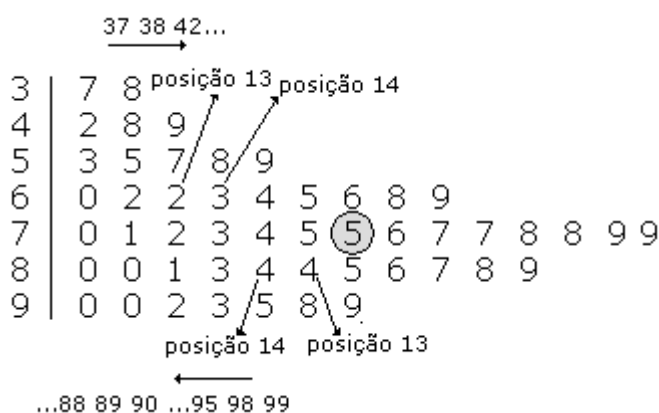 37 38 42...
3 7 8 posição 13 posição 14
4 2 8 9
5 3 5 7 8 9
6 0 2 2 3 4 5 6 8 9
7 0 1 2 3 4 5 5 6 7 7 8 8 9 9
8 0 0 1 3 4 4 5 6 7 8 9
9 0 0 2 3 5 8 9
posição 14 posição 13
...88 89 90 ...95 98 99